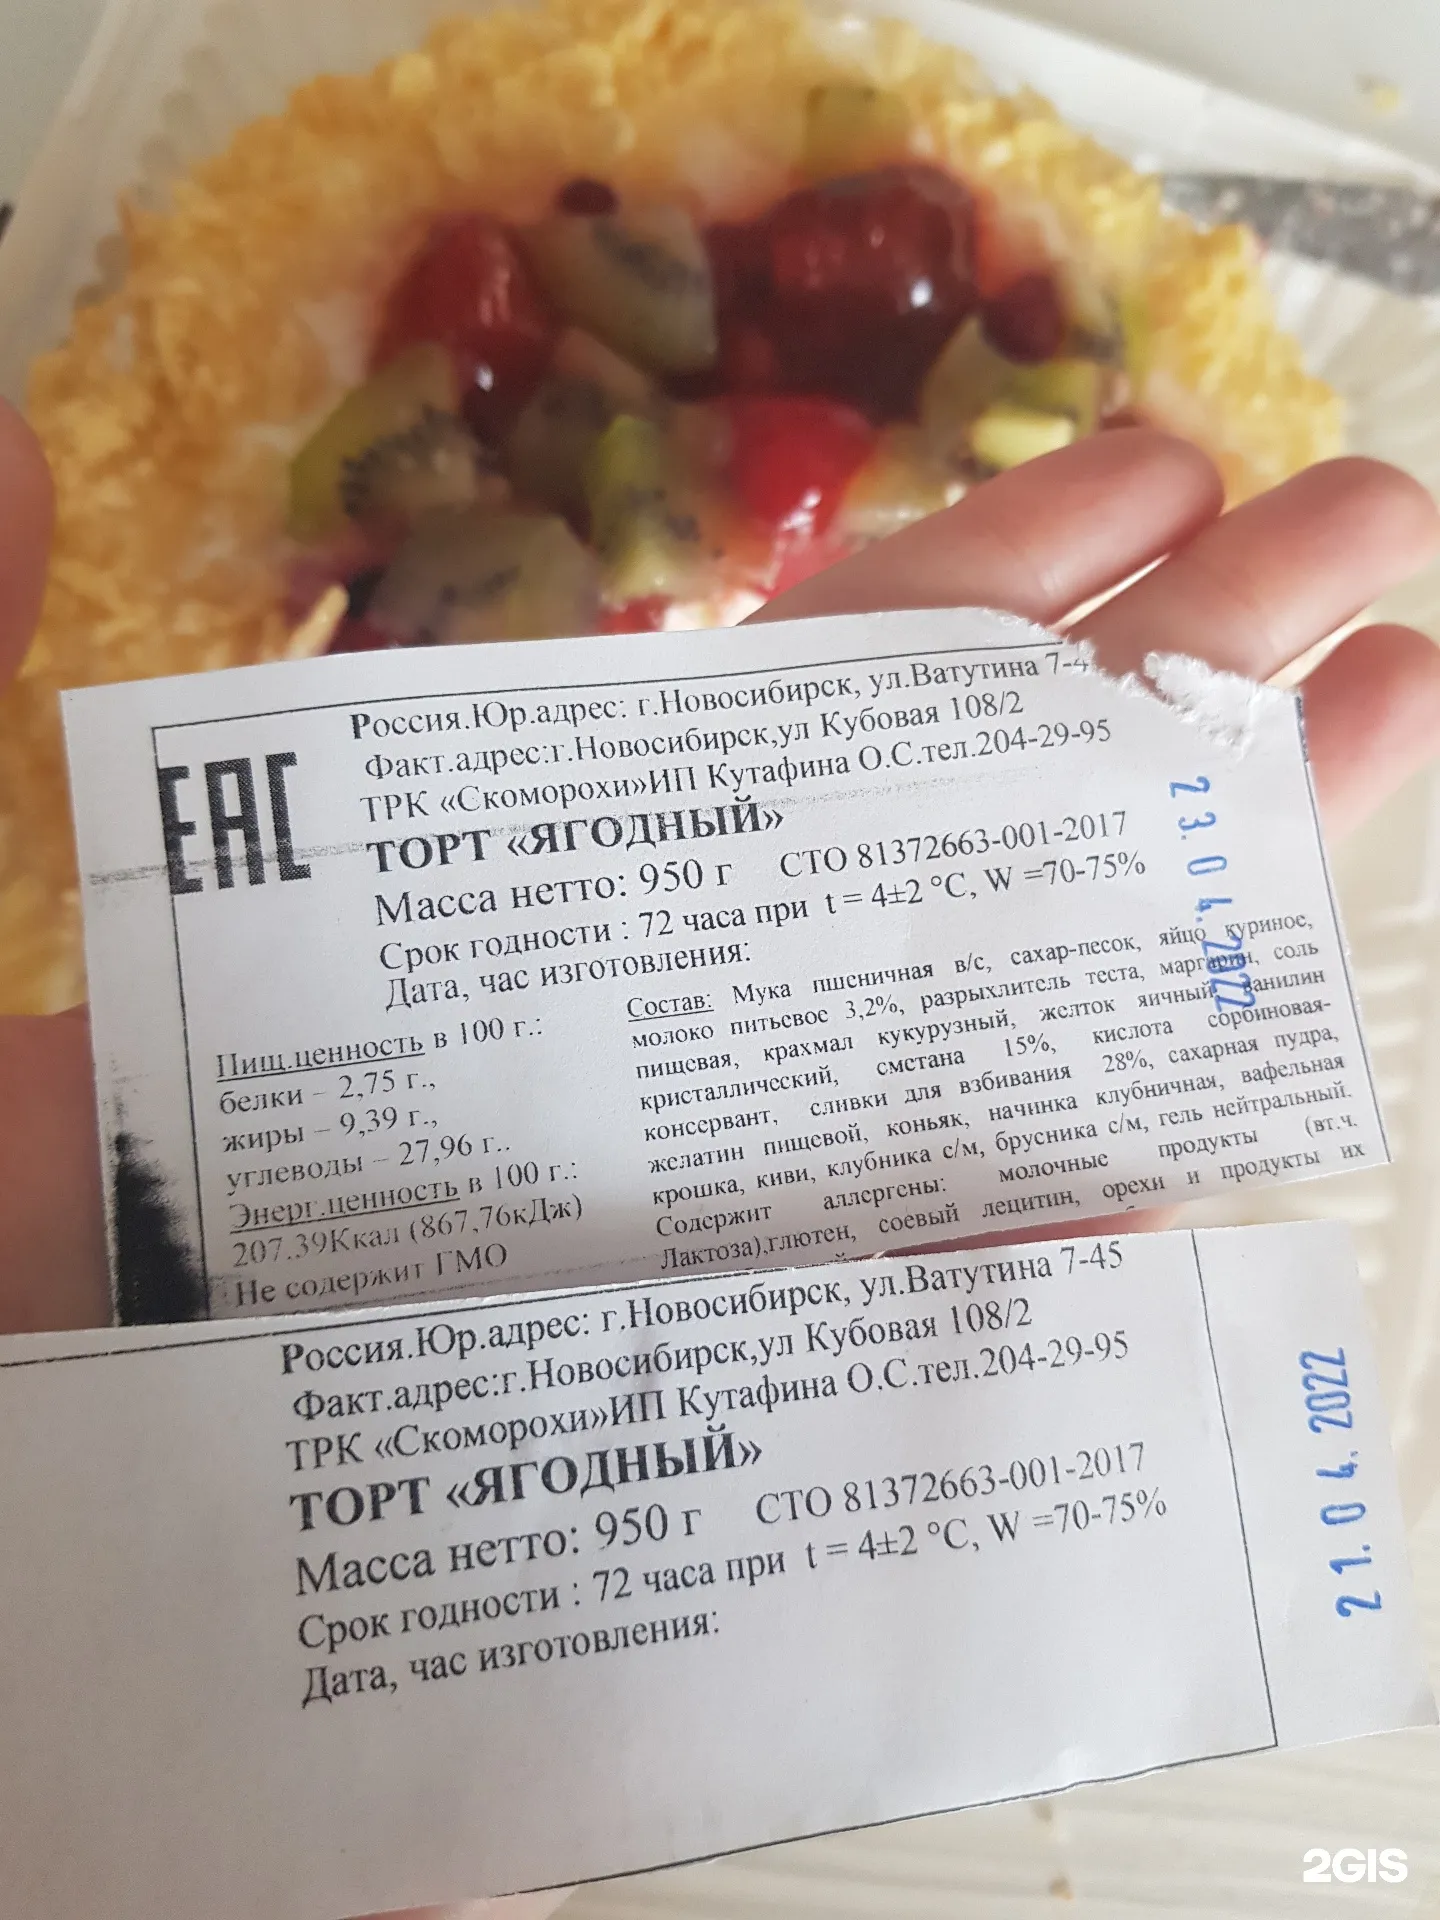 Россия.Юр.адрес: г.Новосибирск, ул.Ватутина 7-4
Факт.адрес:г.Новосибирск,ул Кубовая 108/2
ТРК «Скоморохи»ИП Кутафина О.С.тел.204-29-95
EAC
ТОРТ «ЯГОДНЫЙ»
Масса нетто: 950 г СТО 81372663-001-2017
Срок годности : 72 часа при t = 4±2 °C, W =70-75%
Дата, час изготовления:
23.04.2022
Пищ.ценность в 100 г.:
белки – 2,75 г.,
жиры – 9,39 г.,
углеводы – 27,96 г..
Энерг.ценность в 100 г.:
207.39Ккал (867,76кДж)
Не содержит ГМО
Состав: Мука пшеничная в/с, сахар-песок, яйцо куриное,
молоко питьевое 3,2%, разрыхлитель теста, маргарин, соль
пищевая, крахмал кукурузный, желток яичный, ванилин
кристаллический, сметана 15%, кислота сорбиновая-
консервант, сливки для взбивания 28%, сахарная пудра,
желатин пищевой, коньяк, начинка клубничная, вафельная
крошка, киви, клубника с/м, брусника с/м, гель нейтральный.
Содержит аллергены: молочные продукты (вт.ч.
Лактоза),глютен, соевый лецитин, орехи и продукты их
Россия.Юр.адрес: г.Новосибирск, ул.Ватутина 7-45
Факт.адрес:г.Новосибирск,ул Кубовая 108/2
ТРК «Скоморохи»ИП Кутафина О.С.тел.204-29-95
ТОРТ «ЯГОДНЫЙ»
Масса нетто: 950 г СТО 81372663-001-2017
Срок годности : 72 часа при t = 4±2 °C, W =70-75%
Дата, час изготовления:
21.04.2022
2GIS